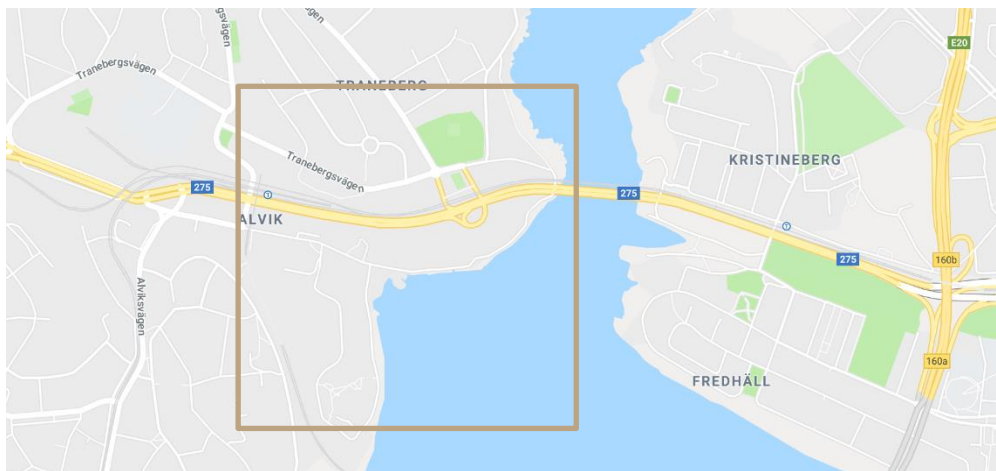 Tranebergsvägen
TRANEBERG
E20
KRISTINEBERG
Tranebergsvägen
275
275
ALVIK
275
160b
Alviksvägen
160a
FREDHÄLL